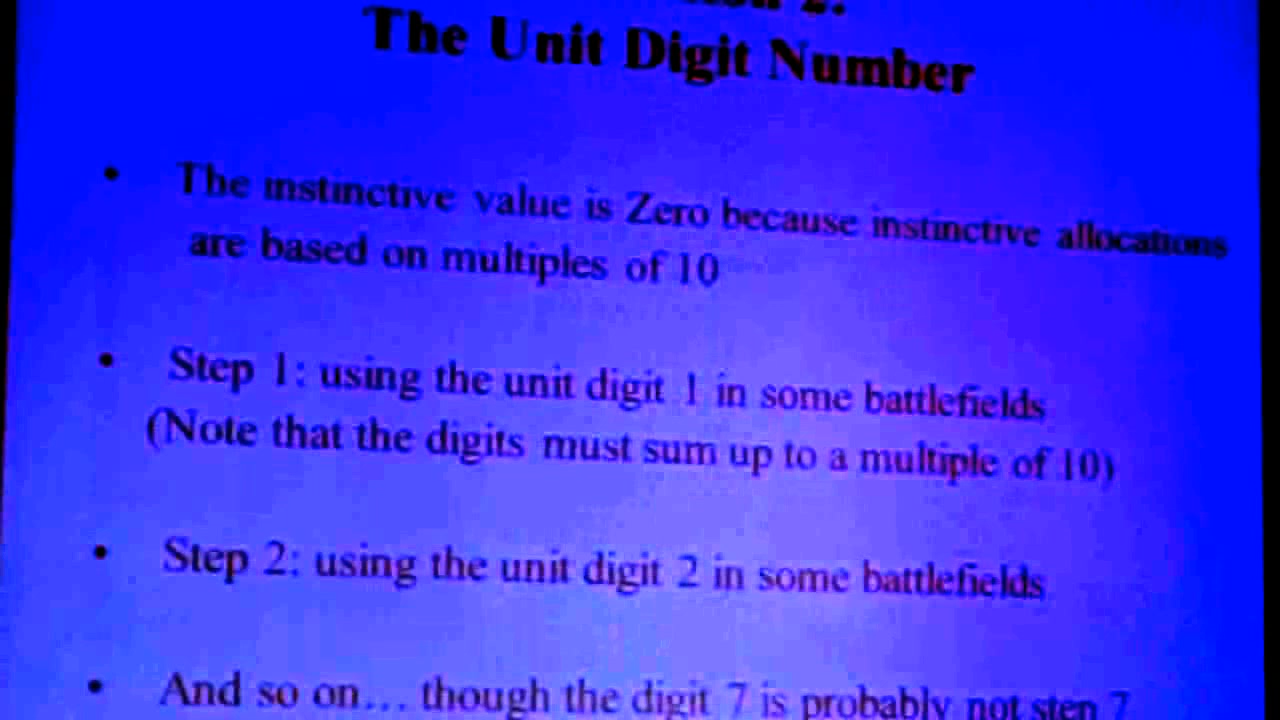 2:
The Unit Digit Number
• The instinctive value is Zero because instinctive allocations
are based on multiples of 10
• Step 1: using the unit digit 1 in some battlefields
(Note that the digits must sum up to a multiple of 10)
• Step 2: using the unit digit 2 in some battlefields
• And so on... though the digit 7 is probably not step 7